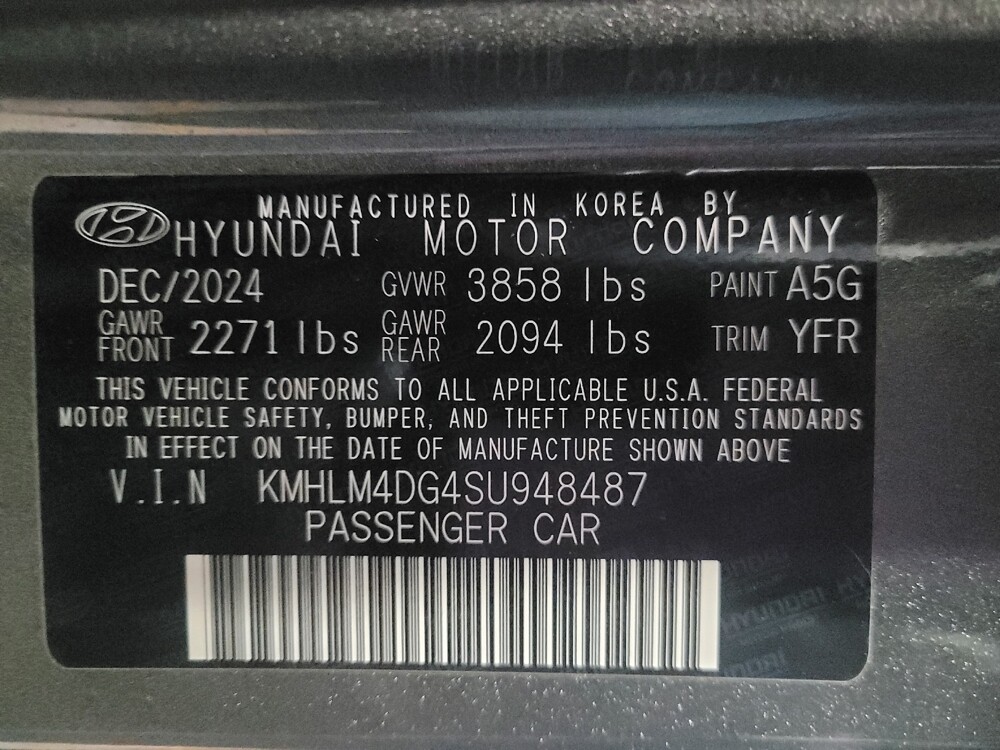 MANUFACTURED IN KOREA BY
HYUNDAI MOTOR COMPANY
DEC/2024 GVWR 3858 lbs PAINT A5G
GAWR FRONT 2271 lbs GAWR REAR 2094 lbs TRIM YFR
THIS VEHICLE CONFORMS TO ALL APPLICABLE U.S.A. FEDERAL
MOTOR VEHICLE SAFETY, BUMPER, AND THEFT PREVENTION STANDARDS
IN EFFECT ON THE DATE OF MANUFACTURE SHOWN ABOVE
V.I.N KMHLM4DG4SU948487
PASSENGER CAR
HYUNDAI